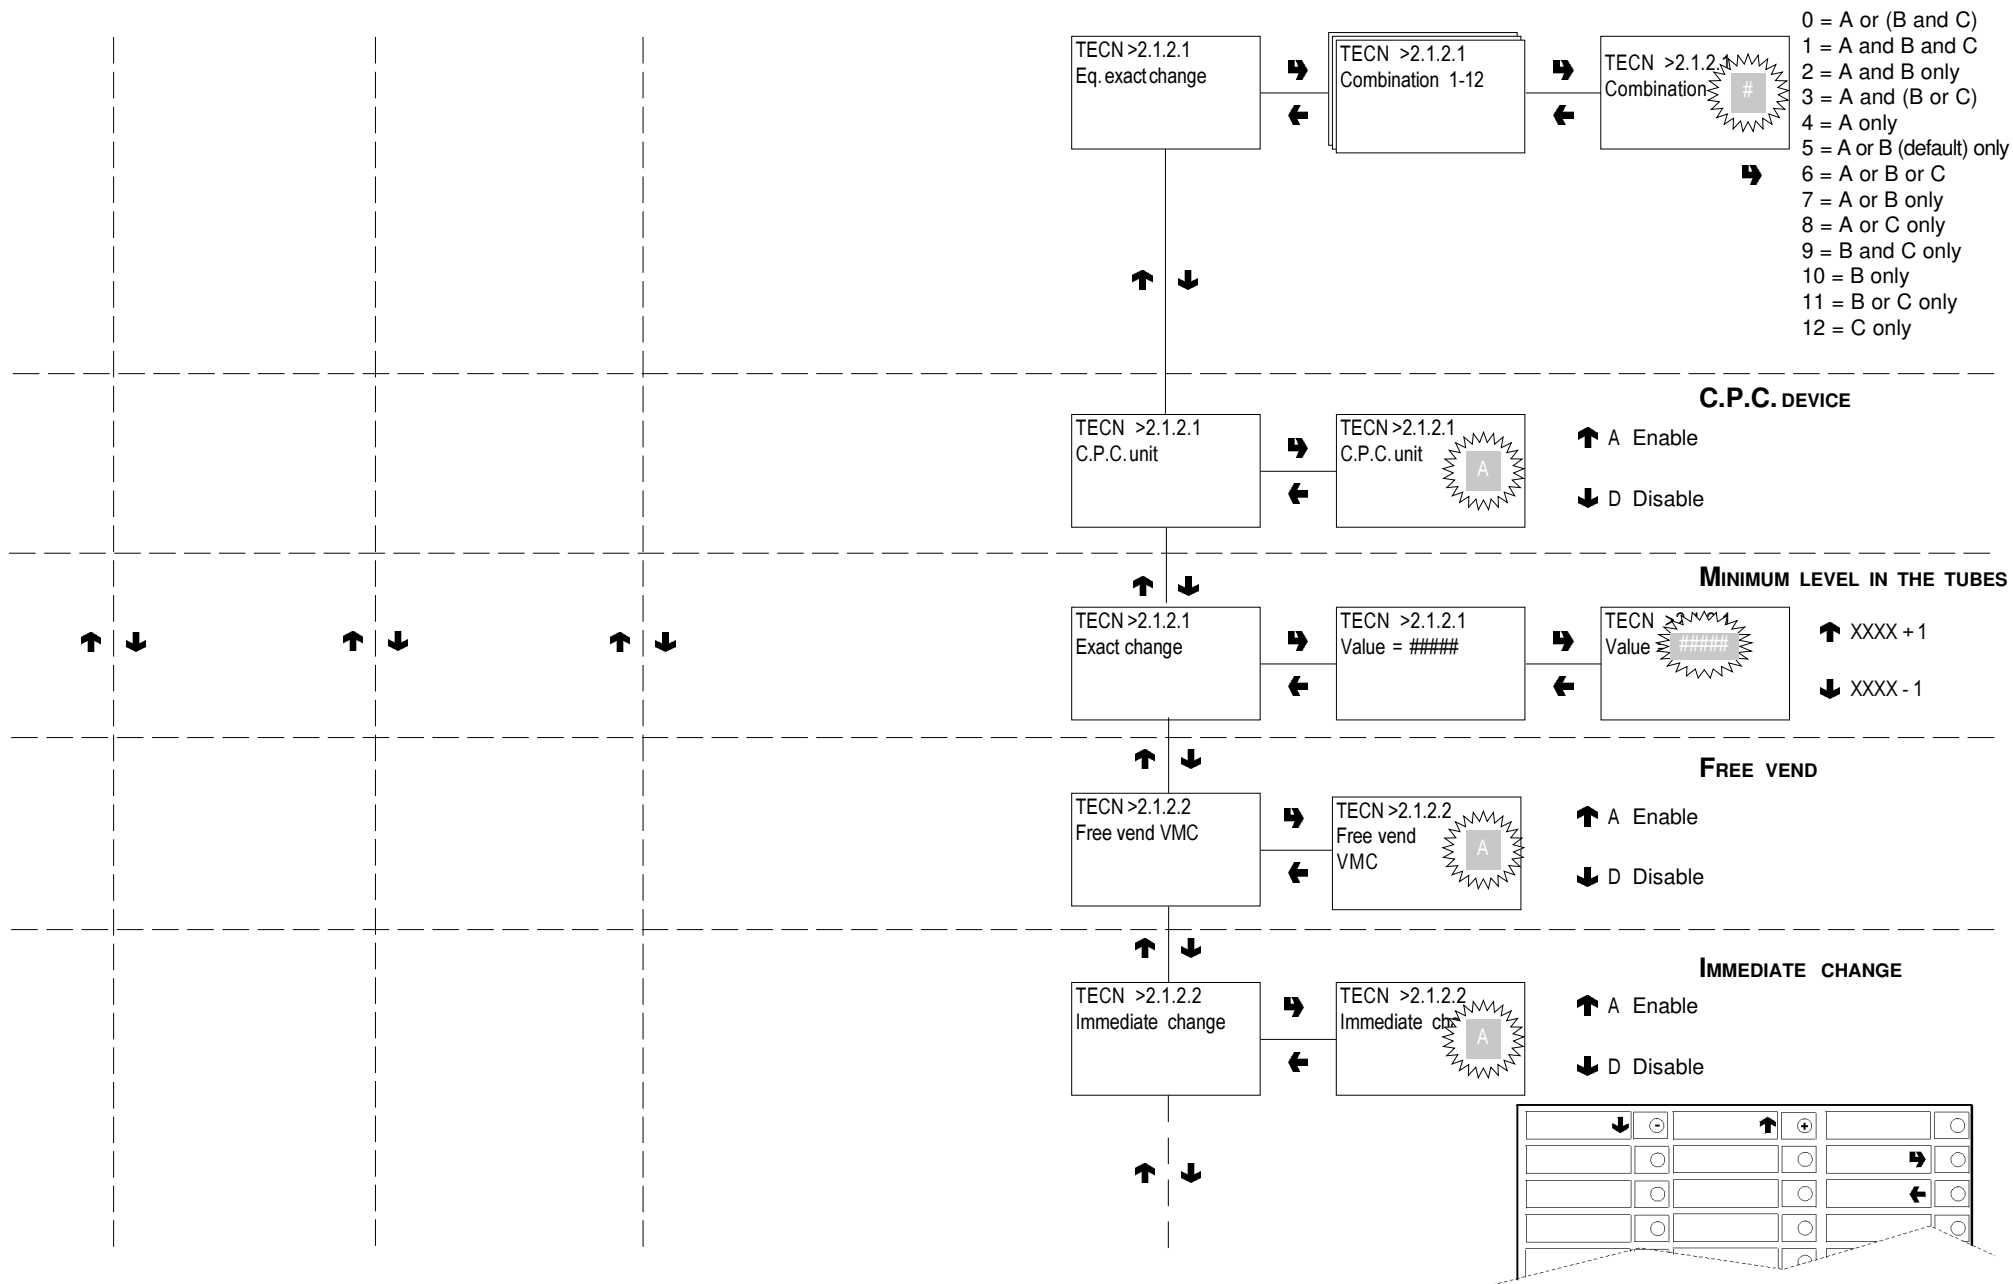 TECN >2.1.2.1
Eq. exact change
TECN >2.1.2.1
Combination 1-12
TECN >2.1.2.1
Combination
#
0 = A or (B and C)
1 = A and B and C
2 = A and B only
3 = A and (B or C)
4 = A only
5 = A or B (default) only
6 = A or B or C
7 = A or B only
8 = A or C only
9 = B and C only
10 = B only
11 = B or C only
12 = C only
C.P.C. DEVICE
TECN >2.1.2.1
C.P.C. unit
TECN >2.1.2.1
C.P.C. unit
A
A Enable
D Disable
MINIMUM LEVEL IN THE TUBES
TECN >2.1.2.1
Exact change
TECN >2.1.2.1
Value = #####
TECN
Value
#####
XXXX + 1
XXXX - 1
FREE VEND
TECN >2.1.2.2
Free vend VMC
TECN >2.1.2.2
Free vend
VMC
A
A Enable
D Disable
IMMEDIATE CHANGE
TECN >2.1.2.2
Immediate change
TECN >2.1.2.2
Immediate
A
A Enable
D Disable
- +